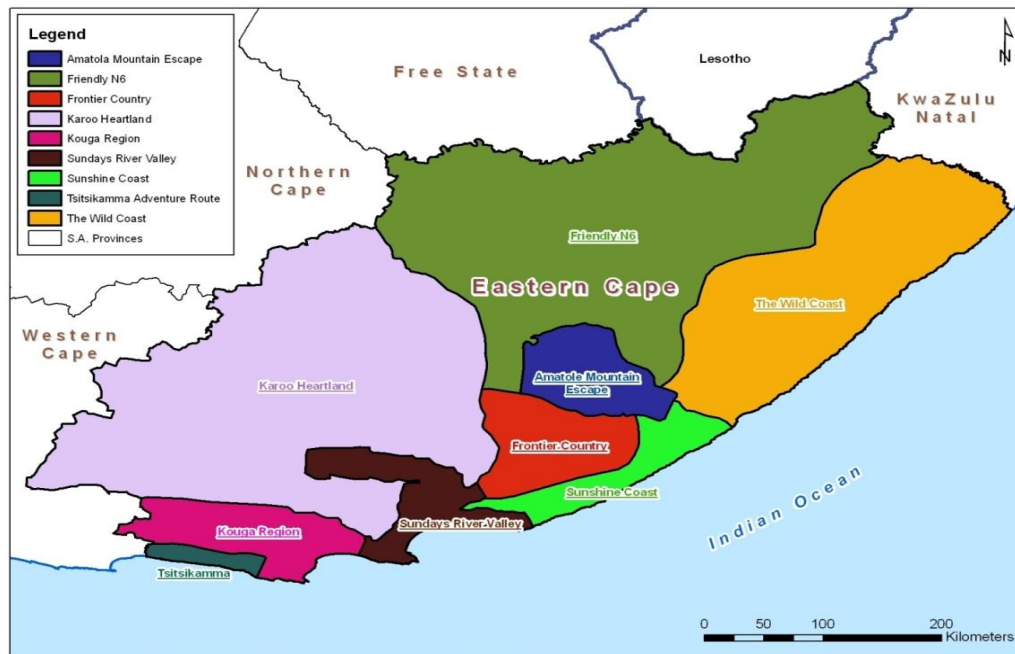 Legend
Amatola Mountain Escape
Friendly N6
Frontier Country
Karoo Heartland
Kouga Region
Sundays River Valley
Sunshine Coast
Tsitsikamma Adventure Route
The Wild Coast
S.A. Provinces
Free State
Lesotho
N
KwaZulu
Natal
Northern
Cape
Friendly N6
Eastern Cape
The Wild Coast
Western
Cape
Karoo Heartland
Amatole Mountain
Escape
Frontier Country
Sunshine Coast
Indian Ocean
Sundays River Valley
Kouga Region
Tsitsikamma
0 50 100 200
Kilometers